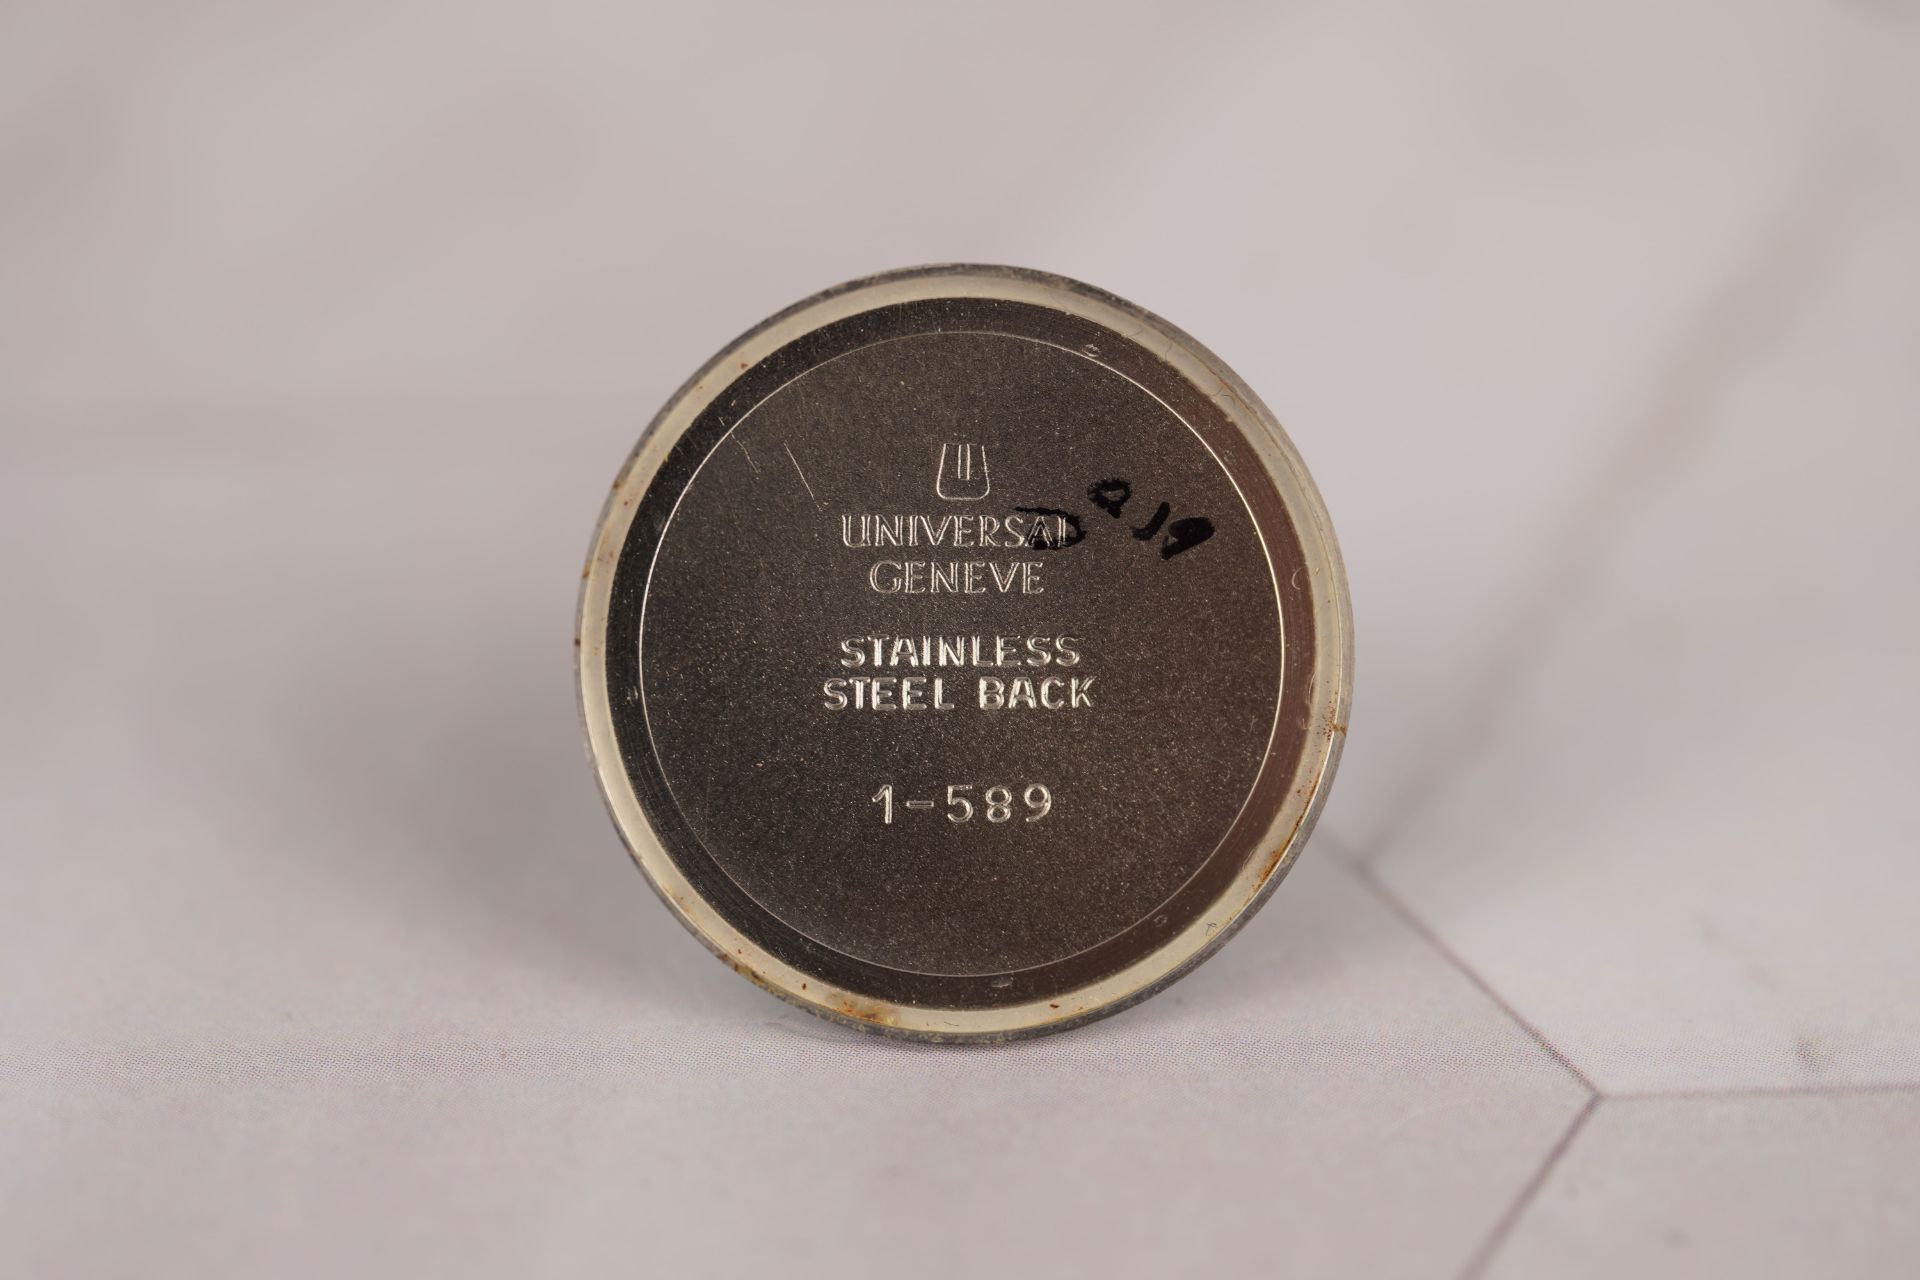 UNIVERSAL
GENEVE
STAINLESS
STEEL BACK
1-589